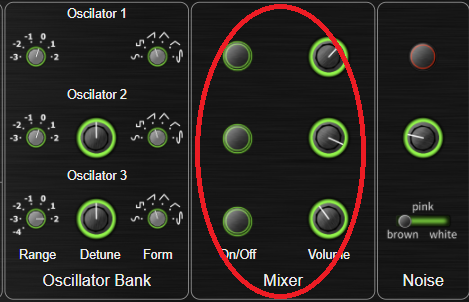 Oscilator 1
-2 -1 0 .1 .2 -3
Oscilator 2
-2 -1 0 .1 .2 -3
Oscilator 3
-2 -1 0 .1 .2 -3 -4
pink
brown white
Range Detune Form On/Off Volume
Oscillator Bank Mixer Noise